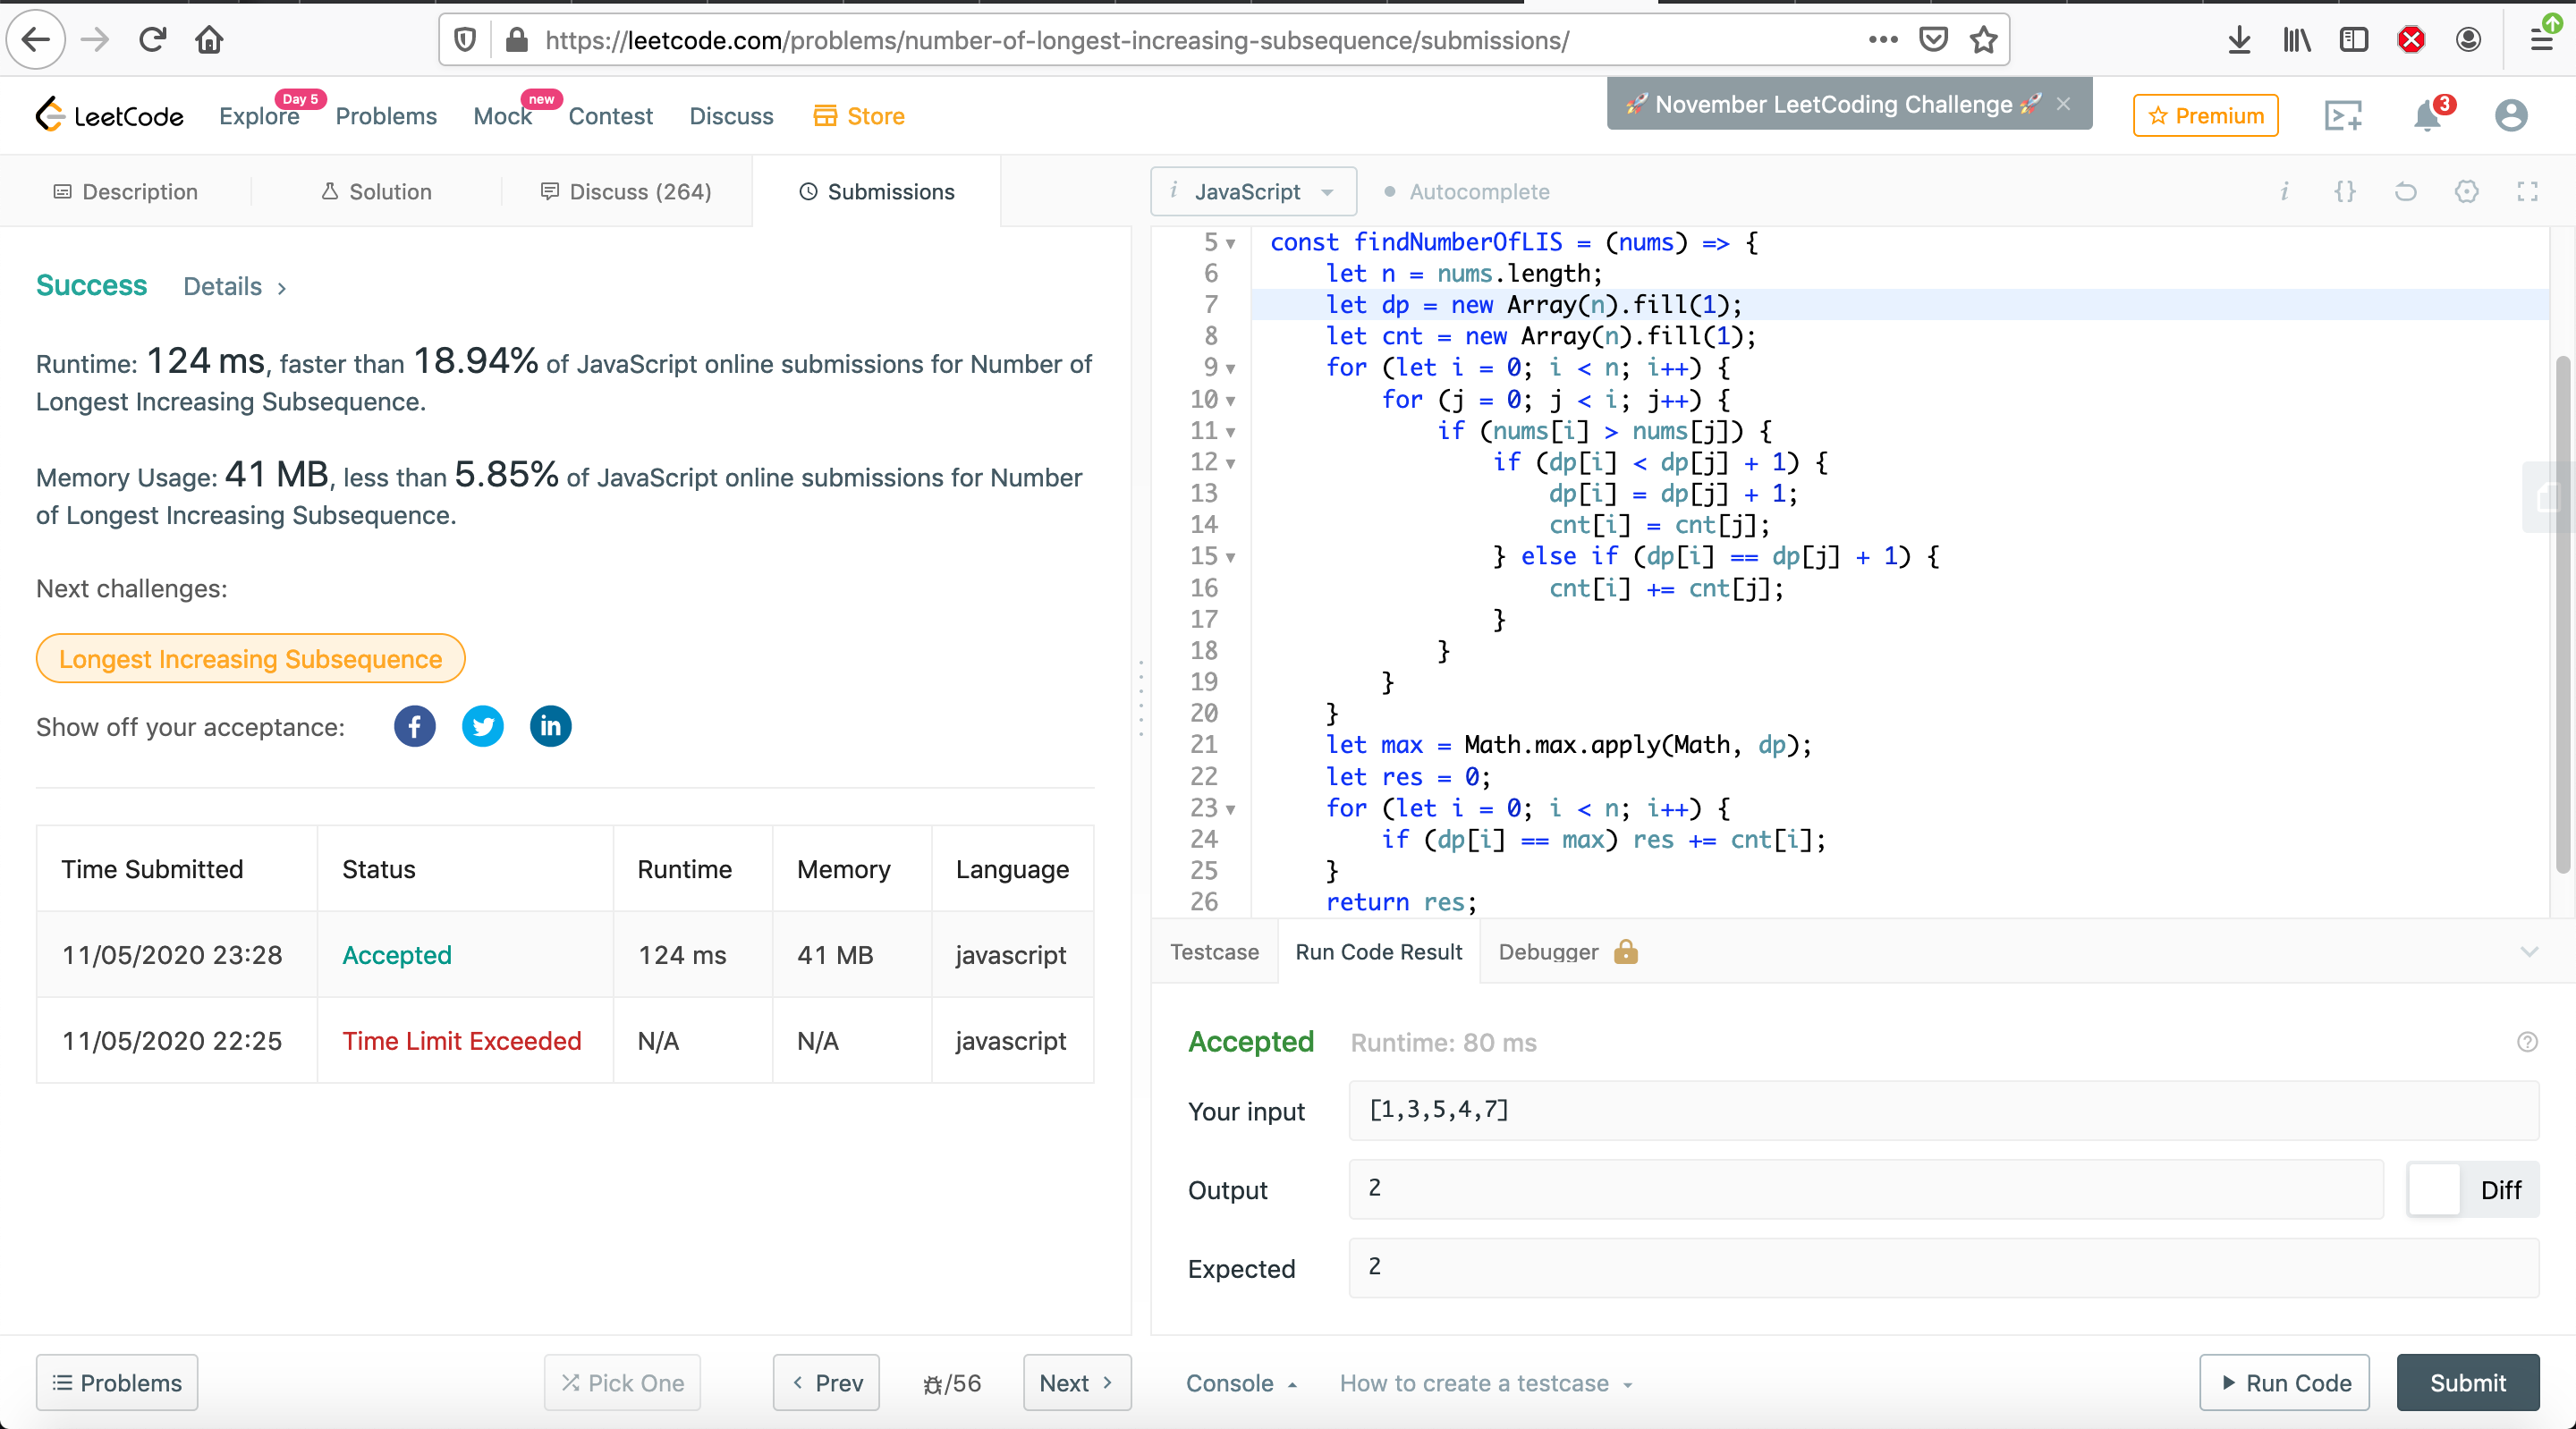 https://leetcode.com/problems/number-of-longest-increasing-subsequence/submissions/
LeetCode
Explore
Day 5
Problems
Mock
new
Contest
Discuss
Store
🚀 November LeetCoding Challenge 🚀 ×
Premium
3
Description
Solution
Discuss (264)
Submissions
i JavaScript
Autocomplete
Success
Details >
Runtime: 124 ms, faster than 18.94% of JavaScript online submissions for Number of
Longest Increasing Subsequence.
Memory Usage: 41 MB, less than 5.85% of JavaScript online submissions for Number
of Longest Increasing Subsequence.
Next challenges:
Longest Increasing Subsequence
Show off your acceptance:
Time Submitted Status Runtime Memory Language
11/05/2020 23:28 Accepted 124 ms 41 MB javascript
11/05/2020 22:25 Time Limit Exceeded N/A N/A javascript
5 const findNumberOfLIS = (nums) => {
6 let n = nums.length;
7 let dp = new Array(n).fill(1);
8 let cnt = new Array(n).fill(1);
9 for (let i = 0; i < n; i++) {
10 for (j = 0; j < i; j++) {
11 if (nums[i] > nums[j]) {
12 if (dp[i] < dp[j] + 1) {
13 dp[i] = dp[j] + 1;
14 cnt[i] = cnt[j];
15 } else if (dp[i] == dp[j] + 1) {
16 cnt[i] += cnt[j];
17 }
18 }
19 }
20 }
21 let max = Math.max.apply(Math, dp);
22 let res = 0;
23 for (let i = 0; i < n; i++) {
24 if (dp[i] == max) res += cnt[i];
25 }
26 return res;
Testcase
Run Code Result
Debugger
Accepted
Runtime: 80 ms
Your input
[1,3,5,4,7]
Output
2
Diff
Expected
2
Problems
Pick One
Prev
/56
Next
Console
How to create a testcase
Run Code
Submit